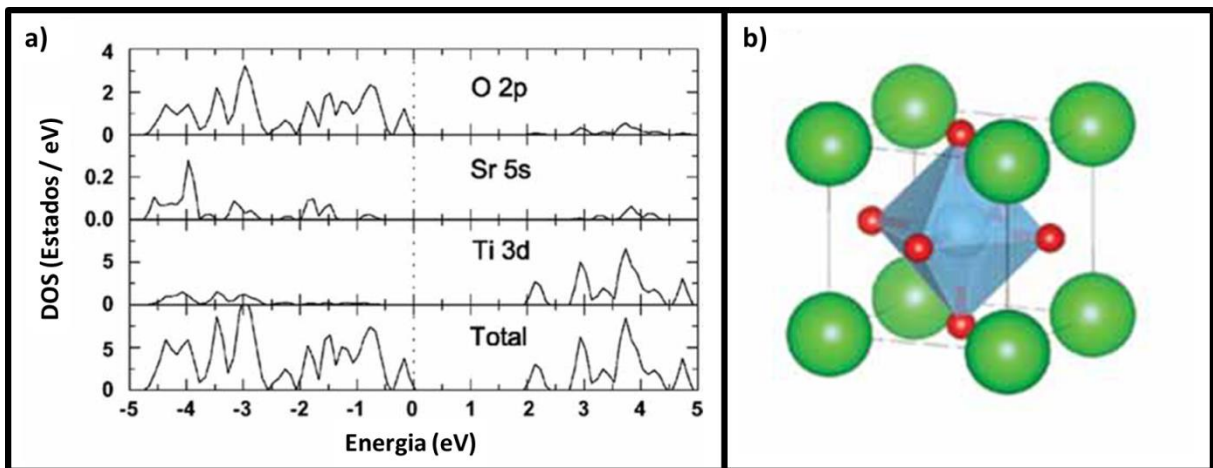 a)
4
2
0
O 2p
0.2
0.0
Sr 5s
5
0
Ti 3d
5
0
Total
-5 -4 -3 -2 -1 0 1 2 3 4 5
DOS (Estados / eV)
Energia (eV)
b)